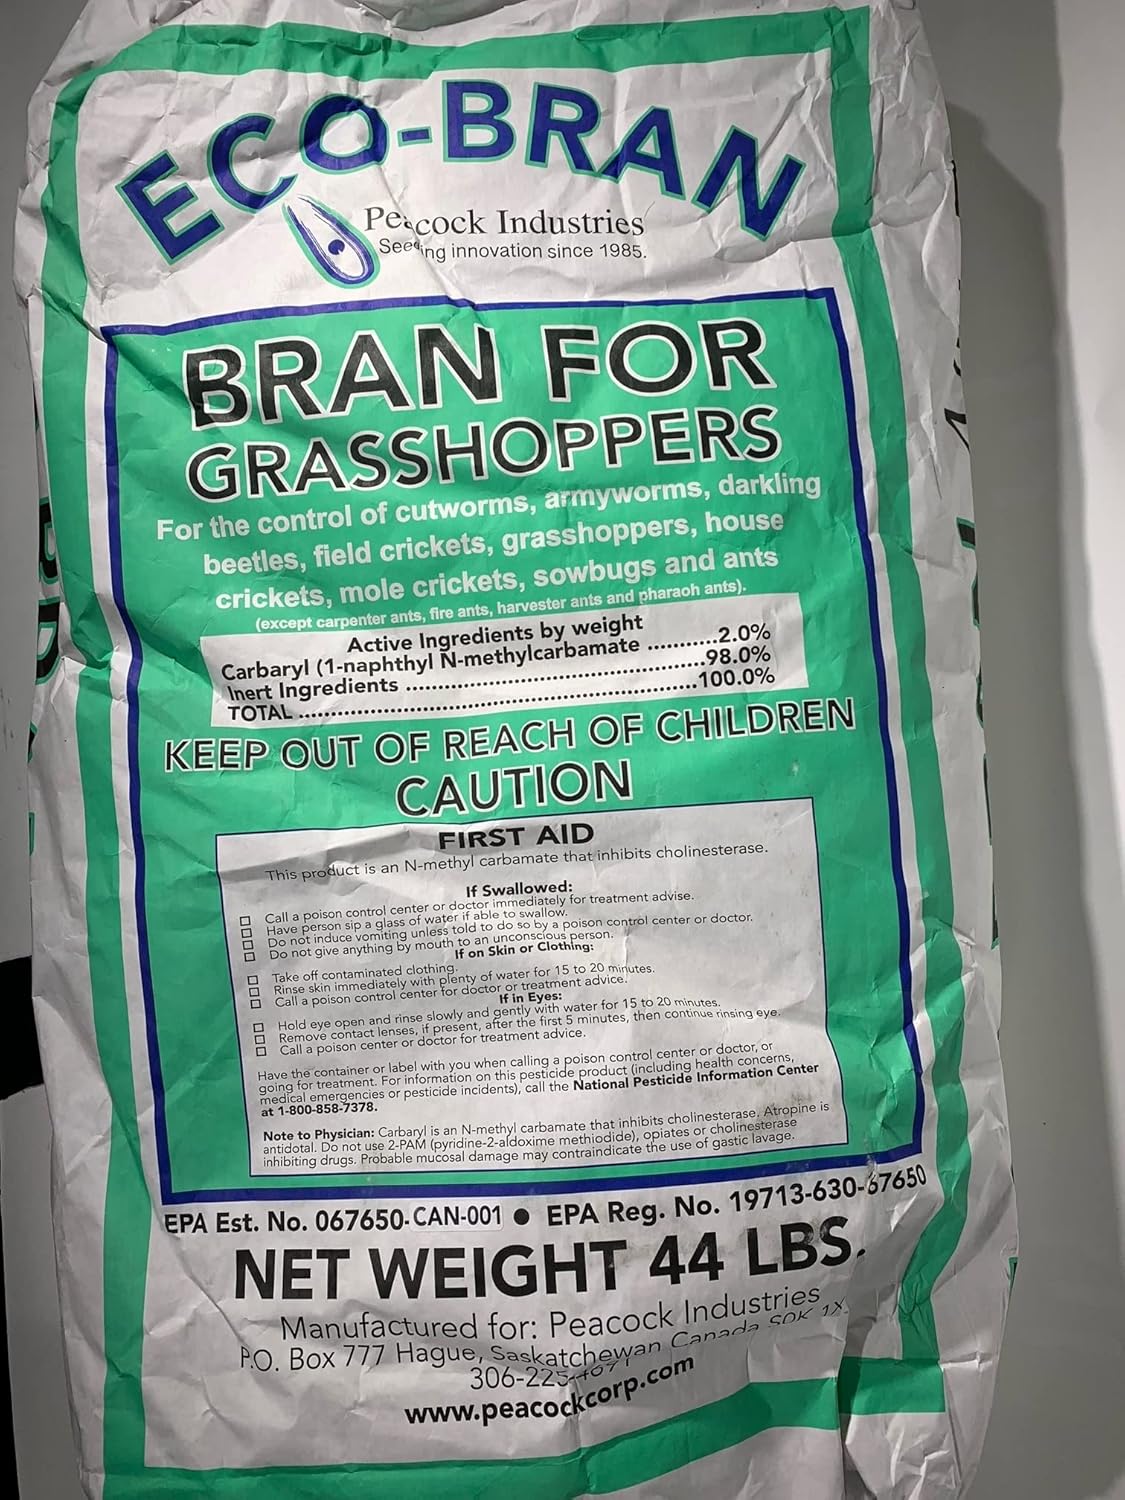 ECO-BRAN
Peacock Industries
Seeding innovation since 1985.
BRAN FOR
GRASSHOPPERS
For the control of cutworms, armyworms, darkling
beetles, field crickets, grasshoppers, house
crickets, mole crickets, sowbugs and ants
(except carpenter ants, fire ants, harvester ants and pharaoh ants).
Active Ingredients by weight
Carbaryl (1-naphthyl N-methylcarbamate ...........2.0%
Inert Ingredients ................................................98.0%
TOTAL ................................................................100.0%
KEEP OUT OF REACH OF CHILDREN
CAUTION
FIRST AID
This product is an N-methyl carbamate that inhibits cholinesterase.
If Swallowed:
☐ Call a poison control center or doctor immediately for treatment advise.
☐ Have person sip a glass of water if able to swallow.
☐ Do not induce vomiting unless told to do so by a poison control center or doctor.
☐ Do not give anything by mouth to an unconscious person.
If on Skin or Clothing:
☐ Take off contaminated clothing.
☐ Rinse skin immediately with plenty of water for 15 to 20 minutes.
☐ Call a poison control center for doctor or treatment advice.
If in Eyes:
☐ Hold eye open and rinse slowly and gently with water for 15 to 20 minutes.
☐ Remove contact lenses, if present, after the first 5 minutes, then continue rinsing eye.
☐ Call a poison center or doctor for treatment advice.
Have the container or label with you when calling a poison control center or doctor, or
going for treatment. For information on this pesticide product (including health concerns,
medical emergencies or pesticide incidents), call the National Pesticide Information Center
at 1-800-858-7378.
Note to Physician: Carbaryl is an N-methyl carbamate that inhibits cholinesterase. Atropine is
antidotal. Do not use 2-PAM (pyridine-2-aldoxime methiodide), opiates or cholinesterase
inhibiting drugs. Probable mucosal damage may contraindicate the use of gastic lavage.
EPA Est. No. 067650-CAN-001 ● EPA Reg. No. 19713-630-67650
NET WEIGHT 44 LBS.
Manufactured for: Peacock Industries
P.O. Box 777 Hague, Saskatchewan Canada S0K
306-225-
www.peacockcorp.com